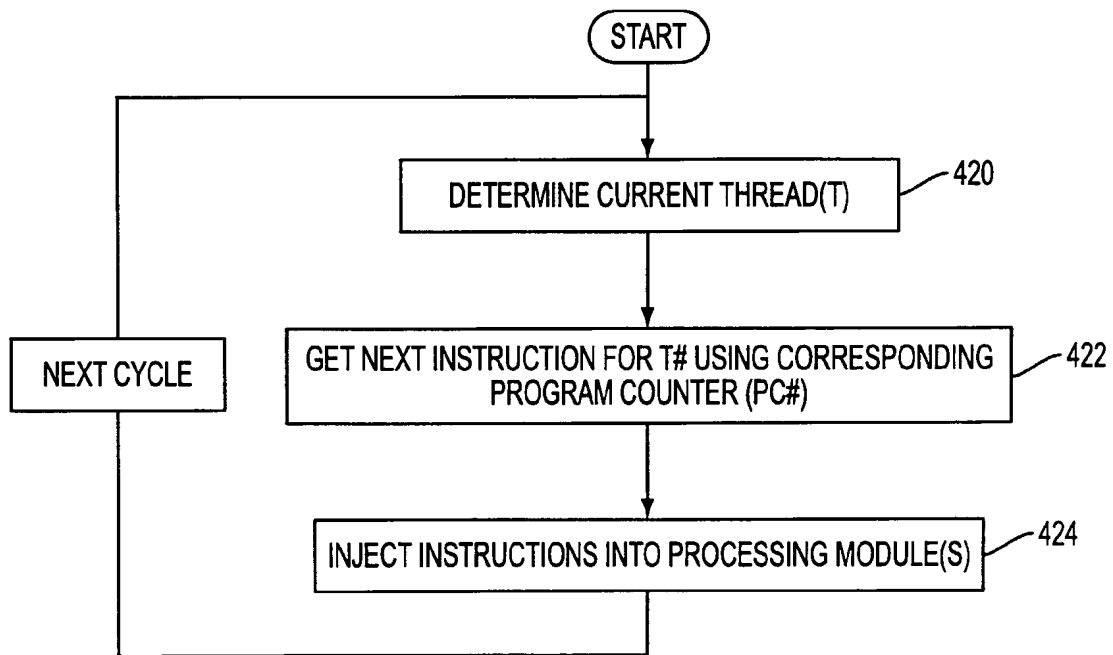 START
DETERMINE CURRENT THREAD(T)
420
NEXT CYCLE
GET NEXT INSTRUCTION FOR T# USING CORRESPONDING
PROGRAM COUNTER (PC#)
422
INJECT INSTRUCTIONS INTO PROCESSING MODULE(S)
424